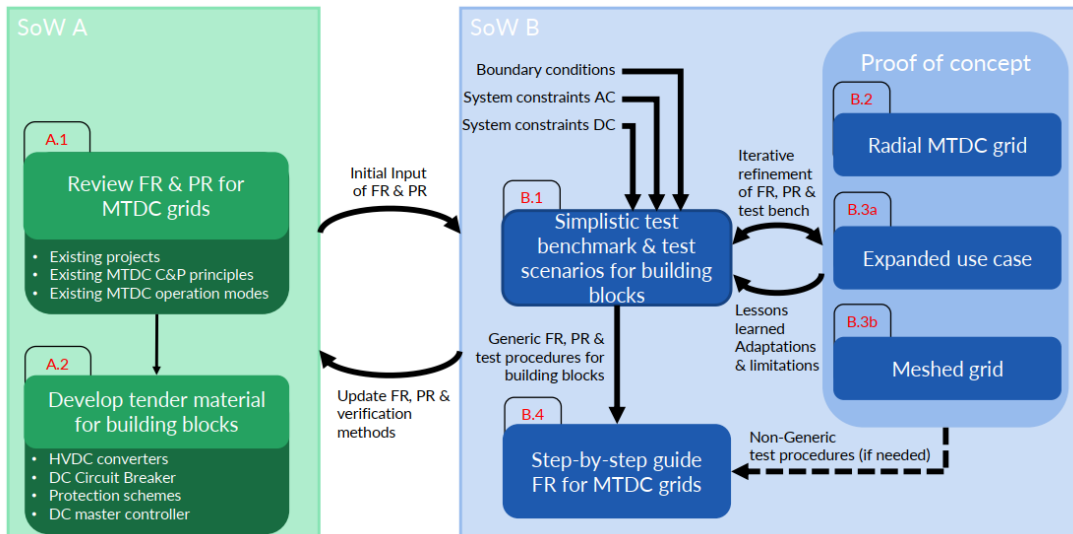 SoW A
A.1
Review FR & PR for
MTDC grids
• Existing projects
• Existing MTDC C&P principles
• Existing MTDC operation modes
A.2
Develop tender material
for building blocks
• HVDC converters
• DC Circuit Breaker
• Protection schemes
• DC master controller
Initial Input
of FR & PR
Update FR, PR &
verification
methods
SoW B
Boundary conditions
System constraints AC
System constraints DC
B.1
Simplistic test
benchmark & test
scenarios for building
blocks
Generic FR, PR &
test procedures for
building blocks
B.4
Step-by-step guide
FR for MTDC grids
Iterative
refinement
of FR, PR &
test bench
Lessons
learned
Adaptations
& limitations
Non-Generic
test procedures (if needed)
Proof of concept
B.2
Radial MTDC grid
B.3a
Expanded use case
B.3b
Meshed grid